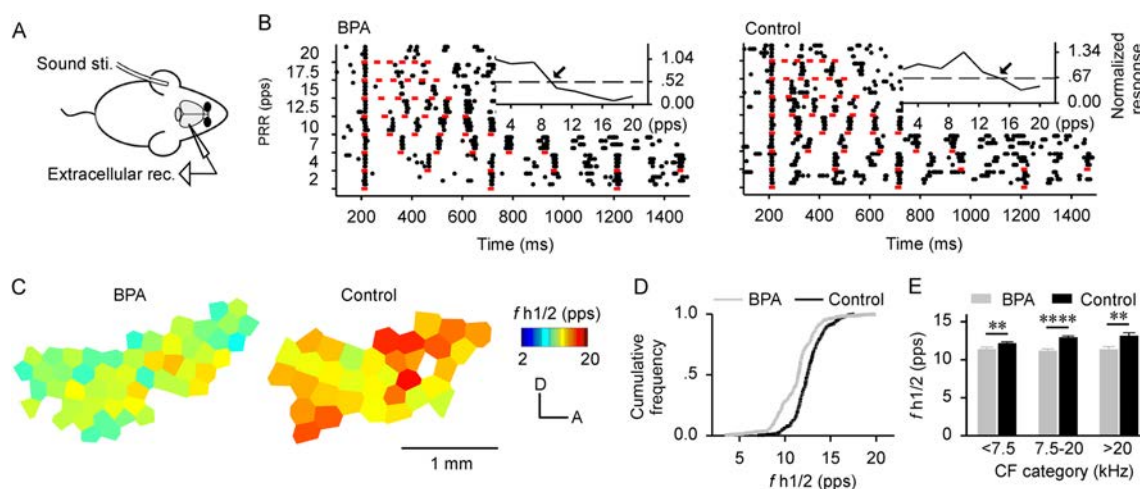 A
Sound sti.
Extracellular rec.
B
BPA
PRR (pps)
20
17.5
15
12.5
10
7
4
2
1.04
.52
0.00
4 8 12 16 20 (pps)
200 400 600 800 1000 1200 1400
Time (ms)
Control
1.34
.67
0.00
4 8 12 16 20 (pps)
Normalized
response
200 400 600 800 1000 1200 1400
Time (ms)
C
BPA
Control
f h1/2 (pps)
2 20
D
A
1 mm
D
BPA Control
Cumulative
frequency
1.0
.5
0.0
5 10 15 20
f h1/2 (pps)
E
BPA Control
** **** **
f h1/2 (pps)
15
10
5
0
<7.5 7.5-20 >20
CF category (kHz)